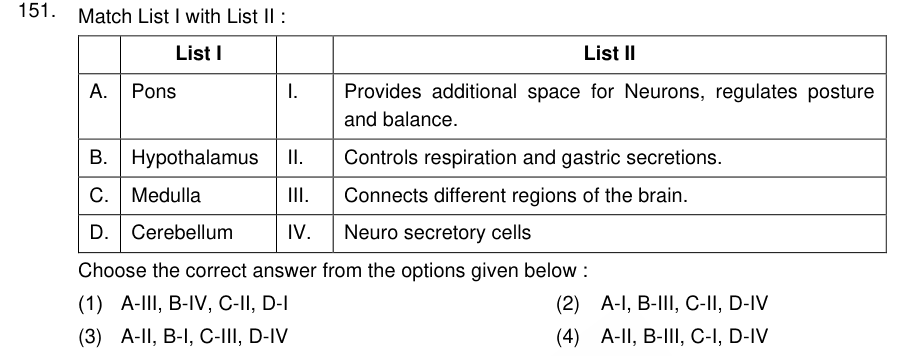 151. Match List I with List II :
List I List II
A. Pons I. Provides additional space for Neurons, regulates posture
and balance.
B. Hypothalamus II. Controls respiration and gastric secretions.
C. Medulla III. Connects different regions of the brain.
D. Cerebellum IV. Neuro secretory cells
Choose the correct answer from the options given below :
(1) A-III, B-IV, C-II, D-I (2) A-I, B-III, C-II, D-IV
(3) A-II, B-I, C-III, D-IV (4) A-II, B-III, C-I, D-IV